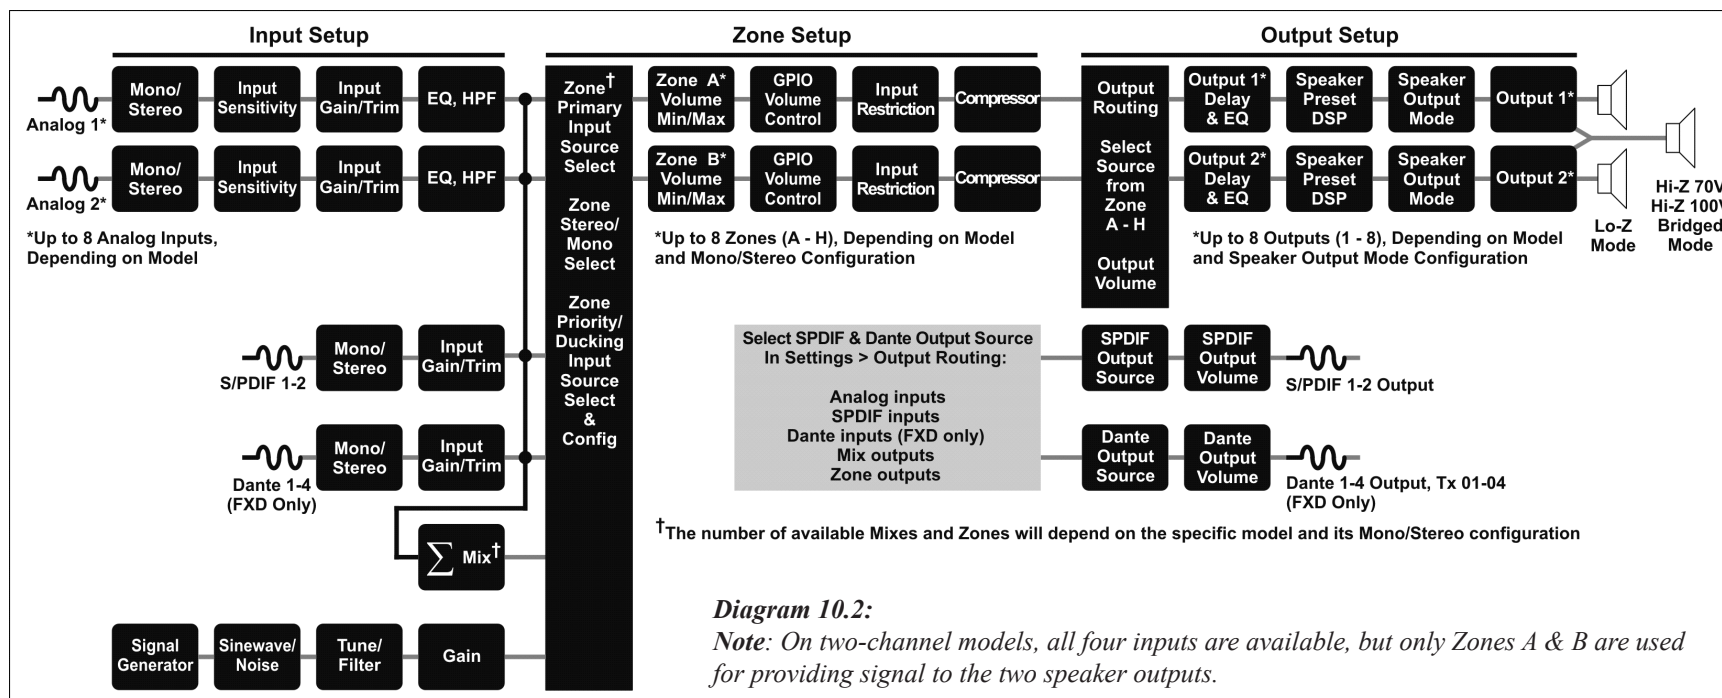 Input Setup
Zone Setup
Output Setup
Analog 1*
Mono/
Stereo
Input
Sensitivity
Input
Gain/Trim
EQ, HPF
Analog 2*
Mono/
Stereo
Input
Sensitivity
Input
Gain/Trim
EQ, HPF
*Up to 8 Analog Inputs,
Depending on Model
S/PDIF 1-2
Mono/
Stereo
Input
Gain/Trim
Dante 1-4
(FXD Only)
Mono/
Stereo
Input
Gain/Trim
∑ Mix†
Signal
Generator
Sinewave/
Noise
Tune/
Filter
Gain
Zone†
Primary
Input
Source
Select
Zone
Stereo/
Mono
Select
Zone
Priority/
Ducking
Input
Source
Select
&
Config
Zone A*
Volume
Min/Max
GPIO
Volume
Control
Input
Restriction
Compressor
Zone B*
Volume
Min/Max
GPIO
Volume
Control
Input
Restriction
Compressor
*Up to 8 Zones (A - H), Depending on Model
and Mono/Stereo Configuration
Output
Routing
Select
Source
from
Zone
A - H
Output
Volume
Output 1*
Delay
& EQ
Speaker
Preset
DSP
Speaker
Output
Mode
Output 1*
Output 2*
Delay
& EQ
Speaker
Preset
DSP
Speaker
Output
Mode
Output 2*
*Up to 8 Outputs (1 - 8), Depending on Model
and Speaker Output Mode Configuration
Lo-Z
Mode
Hi-Z 70V
Hi-Z 100V
Bridged
Mode
Select SPDIF & Dante Output Source
In Settings > Output Routing:
Analog inputs
SPDIF inputs
Dante inputs (FXD only)
Mix outputs
Zone outputs
SPDIF
Output
Source
SPDIF
Output
Volume
S/PDIF 1-2 Output
Dante
Output
Source
Dante
Output
Volume
Dante 1-4 Output, Tx 01-04
(FXD Only)
†The number of available Mixes and Zones will depend on the specific model and its Mono/Stereo configuration
Diagram 10.2:
Note: On two-channel models, all four inputs are available, but only Zones A & B are used
for providing signal to the two speaker outputs.